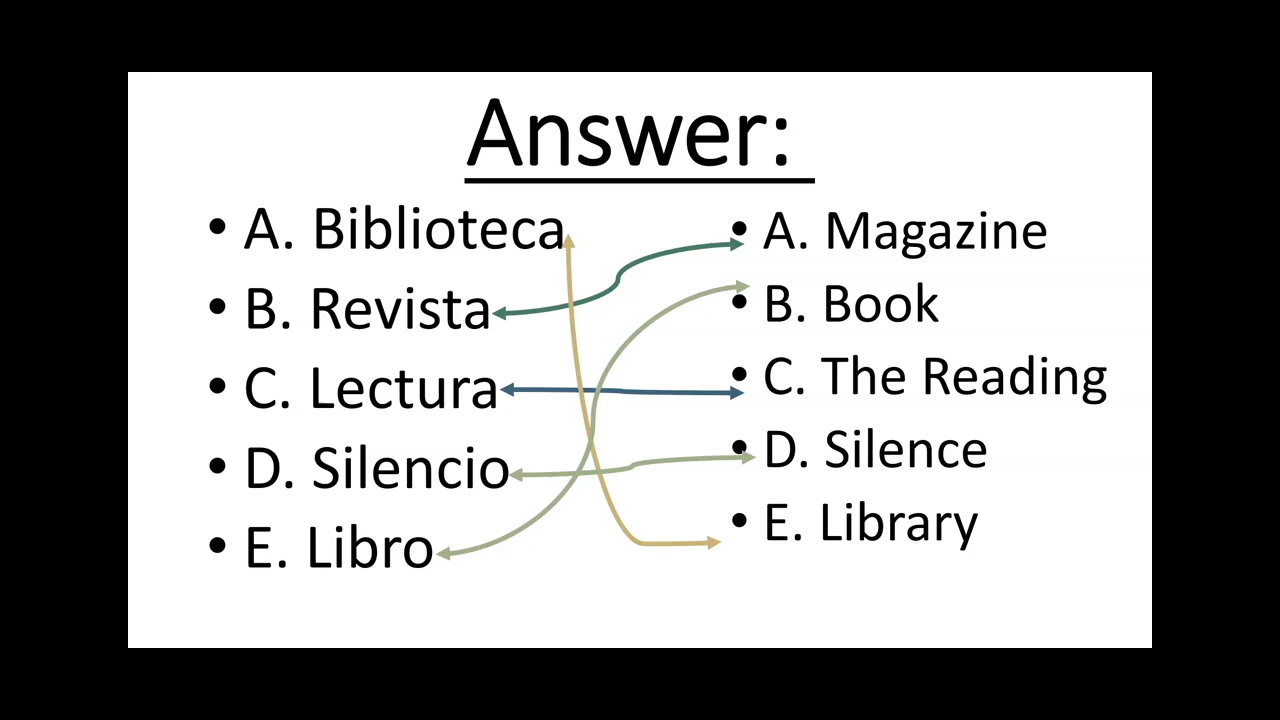 Answer:
• A. Biblioteca
• B. Revista
• C. Lectura
• D. Silencio
• E. Libro
• A. Magazine
• B. Book
• C. The Reading
• D. Silence
• E. Library